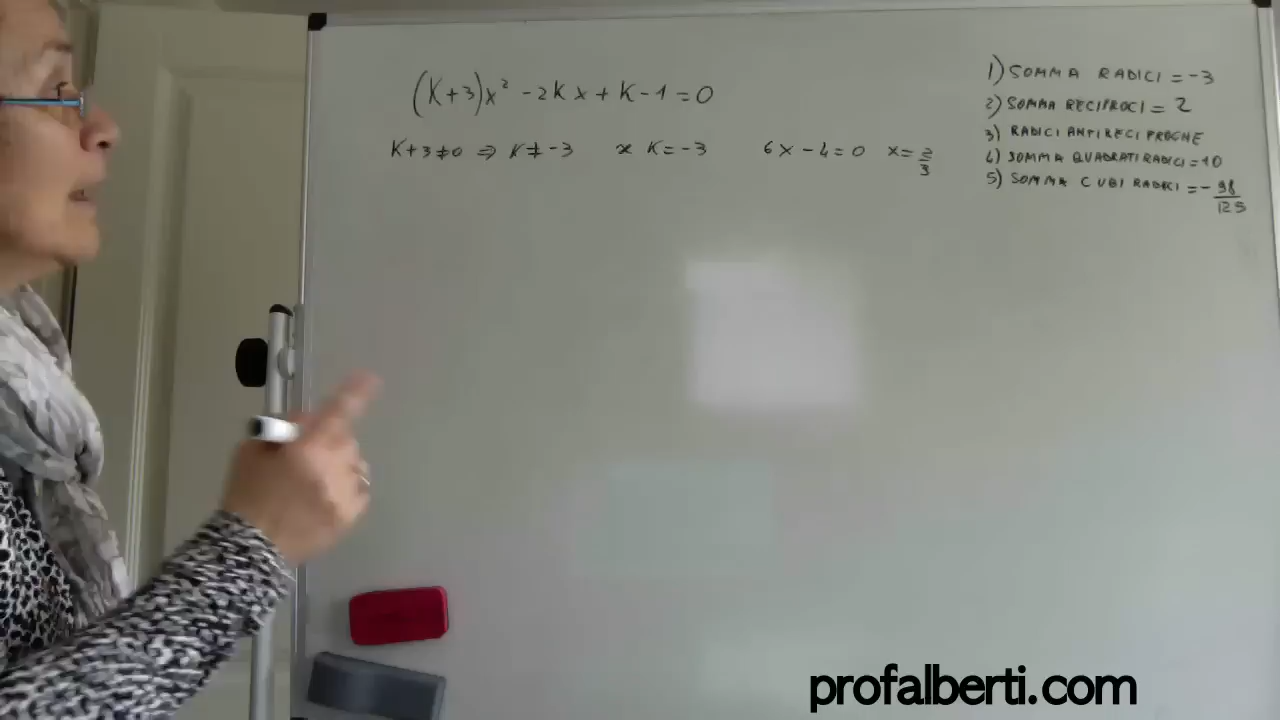 (K+3)x² - 2kx + k - 1 = 0
K+3≠0 ⇒ K≠-3 x K=-3 6x-4=0 x=2/3
1) SOMMA RADICI = -3
2) SOMMA RECIPROCI = 2
3) RADICI ANTIRECIPROCHE
4) SOMMA QUADRATI RADICI = 10
5) SOMMA CUBI RADICI = - 98/125
profalberti.com